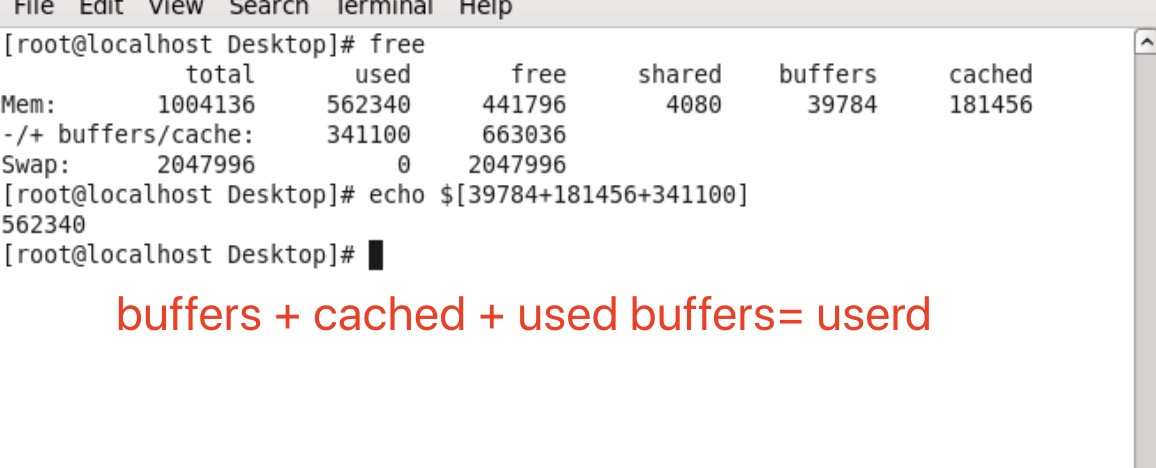 File Edit View Search Terminal Help
[root@localhost Desktop]# free
total used free shared buffers cached
Mem: 1004136 562340 441796 4080 39784 181456
-/+ buffers/cache: 341100 663036
Swap: 2047996 0 2047996
[root@localhost Desktop]# echo $[39784+181456+341100]
562340
[root@localhost Desktop]#
buffers + cached + used buffers= userd